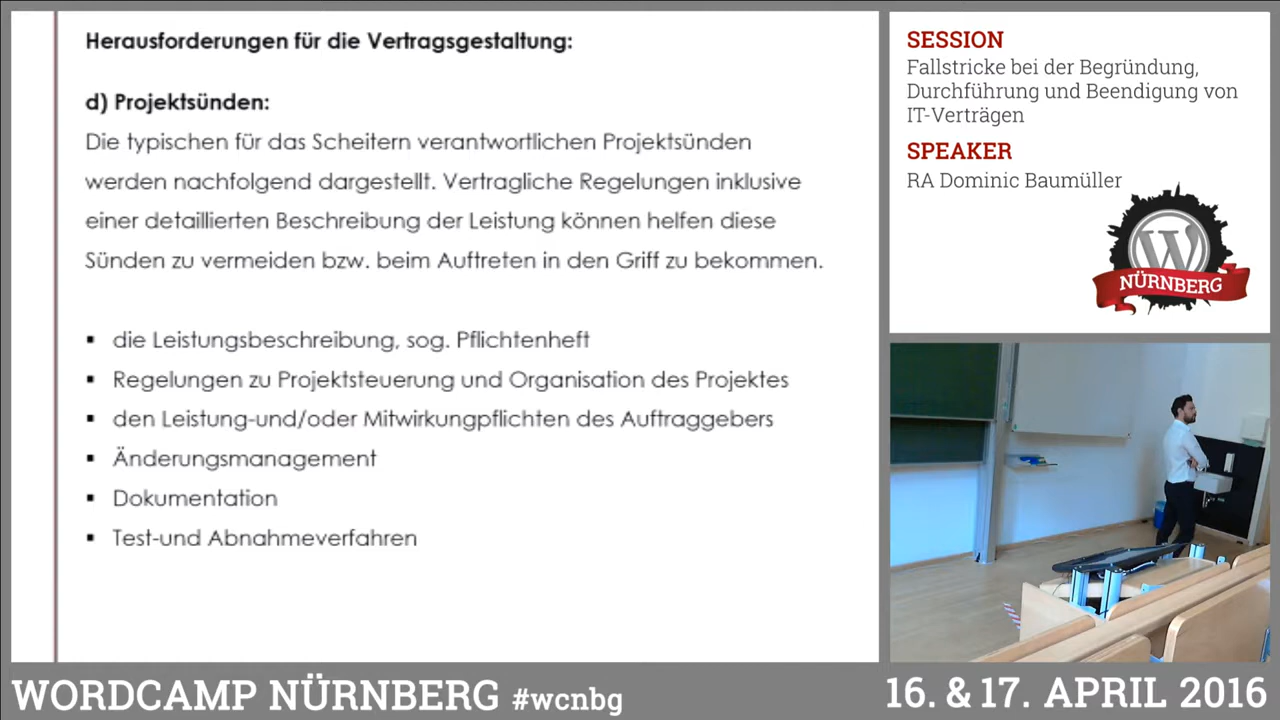 Herausforderungen für die Vertragsgestaltung:
d) Projektsünden:
Die typischen für das Scheitern verantwortlichen Projektsünden
werden nachfolgend dargestellt. Vertragliche Regelungen inklusive
einer detaillierten Beschreibung der Leistung können helfen diese
Sünden zu vermeiden bzw. beim Auftreten in den Griff zu bekommen.
▪ die Leistungsbeschreibung, sog. Pflichtenheft
▪ Regelungen zu Projektsteuerung und Organisation des Projektes
▪ den Leistung-und/oder Mitwirkungpflichten des Auftraggebers
▪ Änderungsmanagement
▪ Dokumentation
▪ Test-und Abnahmeverfahren
SESSION
Fallstricke bei der Begründung,
Durchführung und Beendigung von
IT-Verträgen
SPEAKER
RA Dominic Baumüller
W
NÜRNBERG
WORDCAMP NÜRNBERG #wcnbg
16. & 17. APRIL 2016